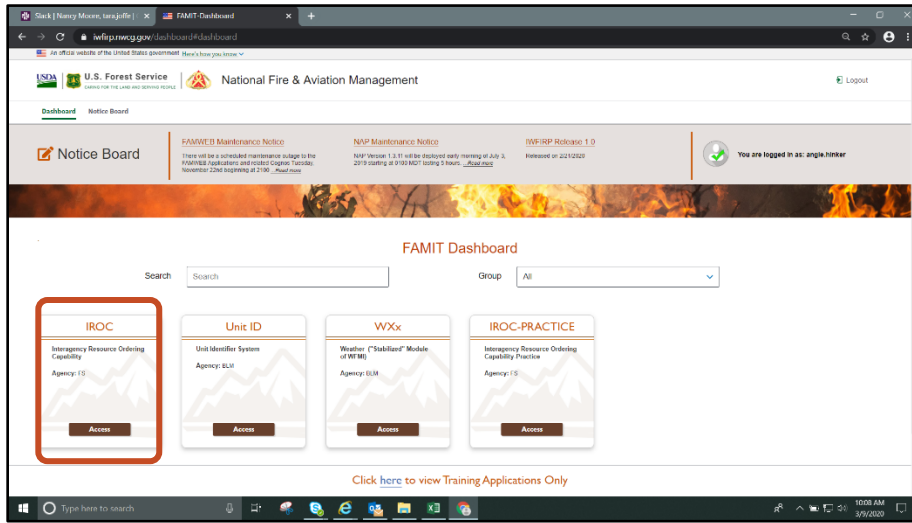 Slack | Nancy Moore, tara.joffe |
FAMIT-Dashboard
iwfirp.nwcg.gov/dashboard#dashboard
An official website of the United States government Here's how you know
USDA U.S. Forest Service
CARING FOR THE LAND AND SERVING PEOPLE
National Fire & Aviation Management
Logout
Dashboard Notice Board
Notice Board
FAMWEB Maintenance Notice
There will be a scheduled maintenance outage to the
FAMWEB Applications and related Cognos Tuesday,
November 22nd beginning at 2100 ...Read more
NAP Maintenance Notice
NAP Version 1.3.11 will be deployed early morning of July 3,
2019 starting at 0100 MDT lasting 5 hours. ...Read more
IWFIRP Release 1.0
Released on 2/21/2020
You are logged in as: angie.hinker
FAMIT Dashboard
Search Search
Group All
IROC
Interagency Resource Ordering
Capability
Agency: FS
Access
Unit ID
Unit Identifier System
Agency: BLM
Access
WXx
Weather ("Stabilized" Module
of WFMI)
Agency: BLM
Access
IROC-PRACTICE
Interagency Resource Ordering
Capability Practice
Agency: FS
Access
Click here to view Training Applications Only
Type here to search
10:08 AM
3/9/2020